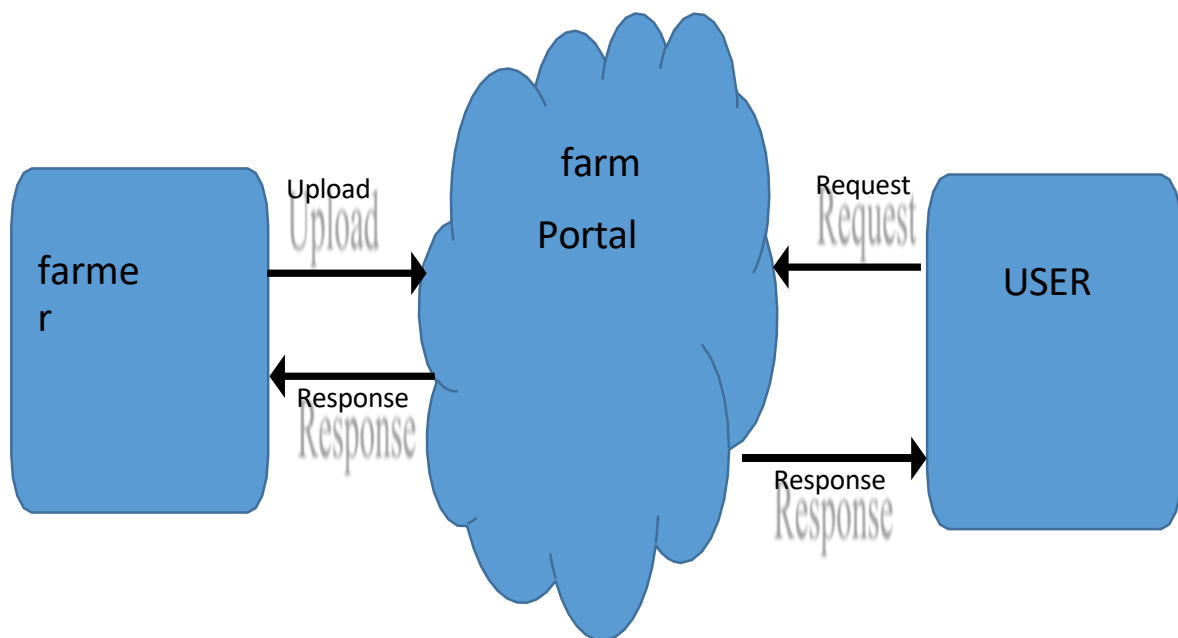 farme
r
Upload
Upload
Response
Response
farm
Portal
Request
Request
Response
Response
USER